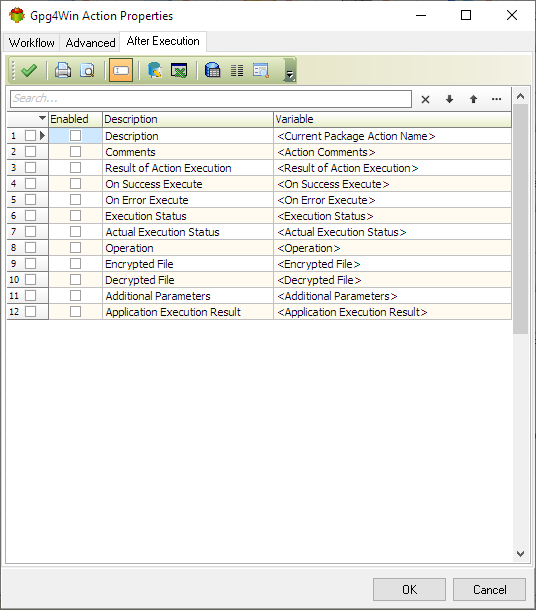 Gpg4Win Action Properties
Workflow Advanced After Execution
Search...
Enabled Description Variable
1 Description <Current Package Action Name>
2 Comments <Action Comments>
3 Result of Action Execution <Result of Action Execution>
4 On Success Execute <On Success Execute>
5 On Error Execute <On Error Execute>
6 Execution Status <Execution Status>
7 Actual Execution Status <Actual Execution Status>
8 Operation <Operation>
9 Encrypted File <Encrypted File>
10 Decrypted File <Decrypted File>
11 Additional Parameters <Additional Parameters>
12 Application Execution Result <Application Execution Result>
OK Cancel